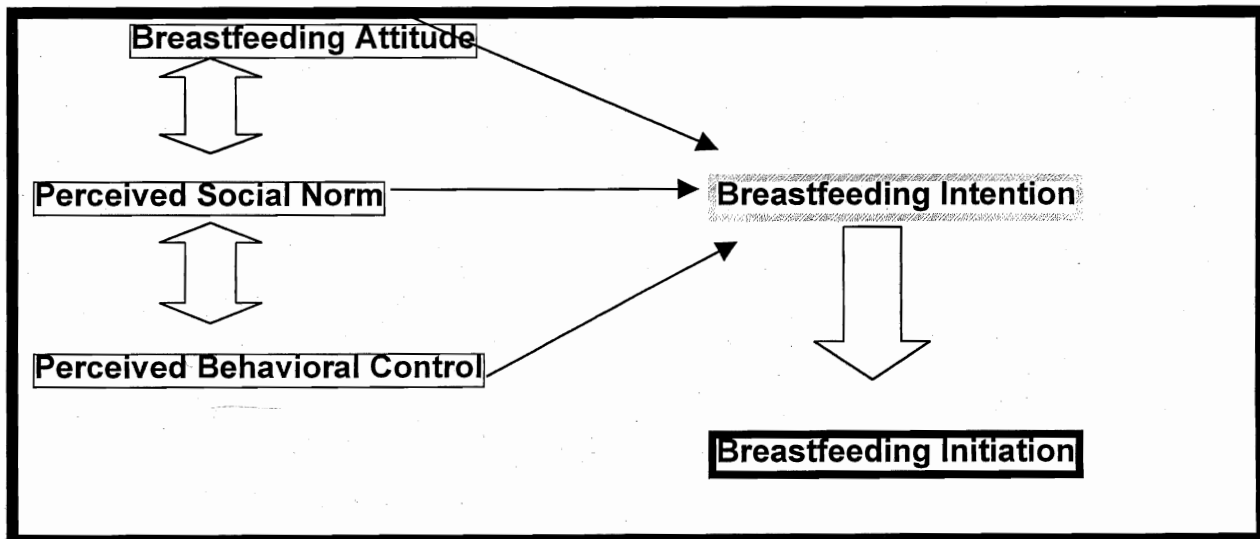 Breastfeeding Attitude
Perceived Social Norm
Breastfeeding Intention
Perceived Behavioral Control
Breastfeeding Initiation